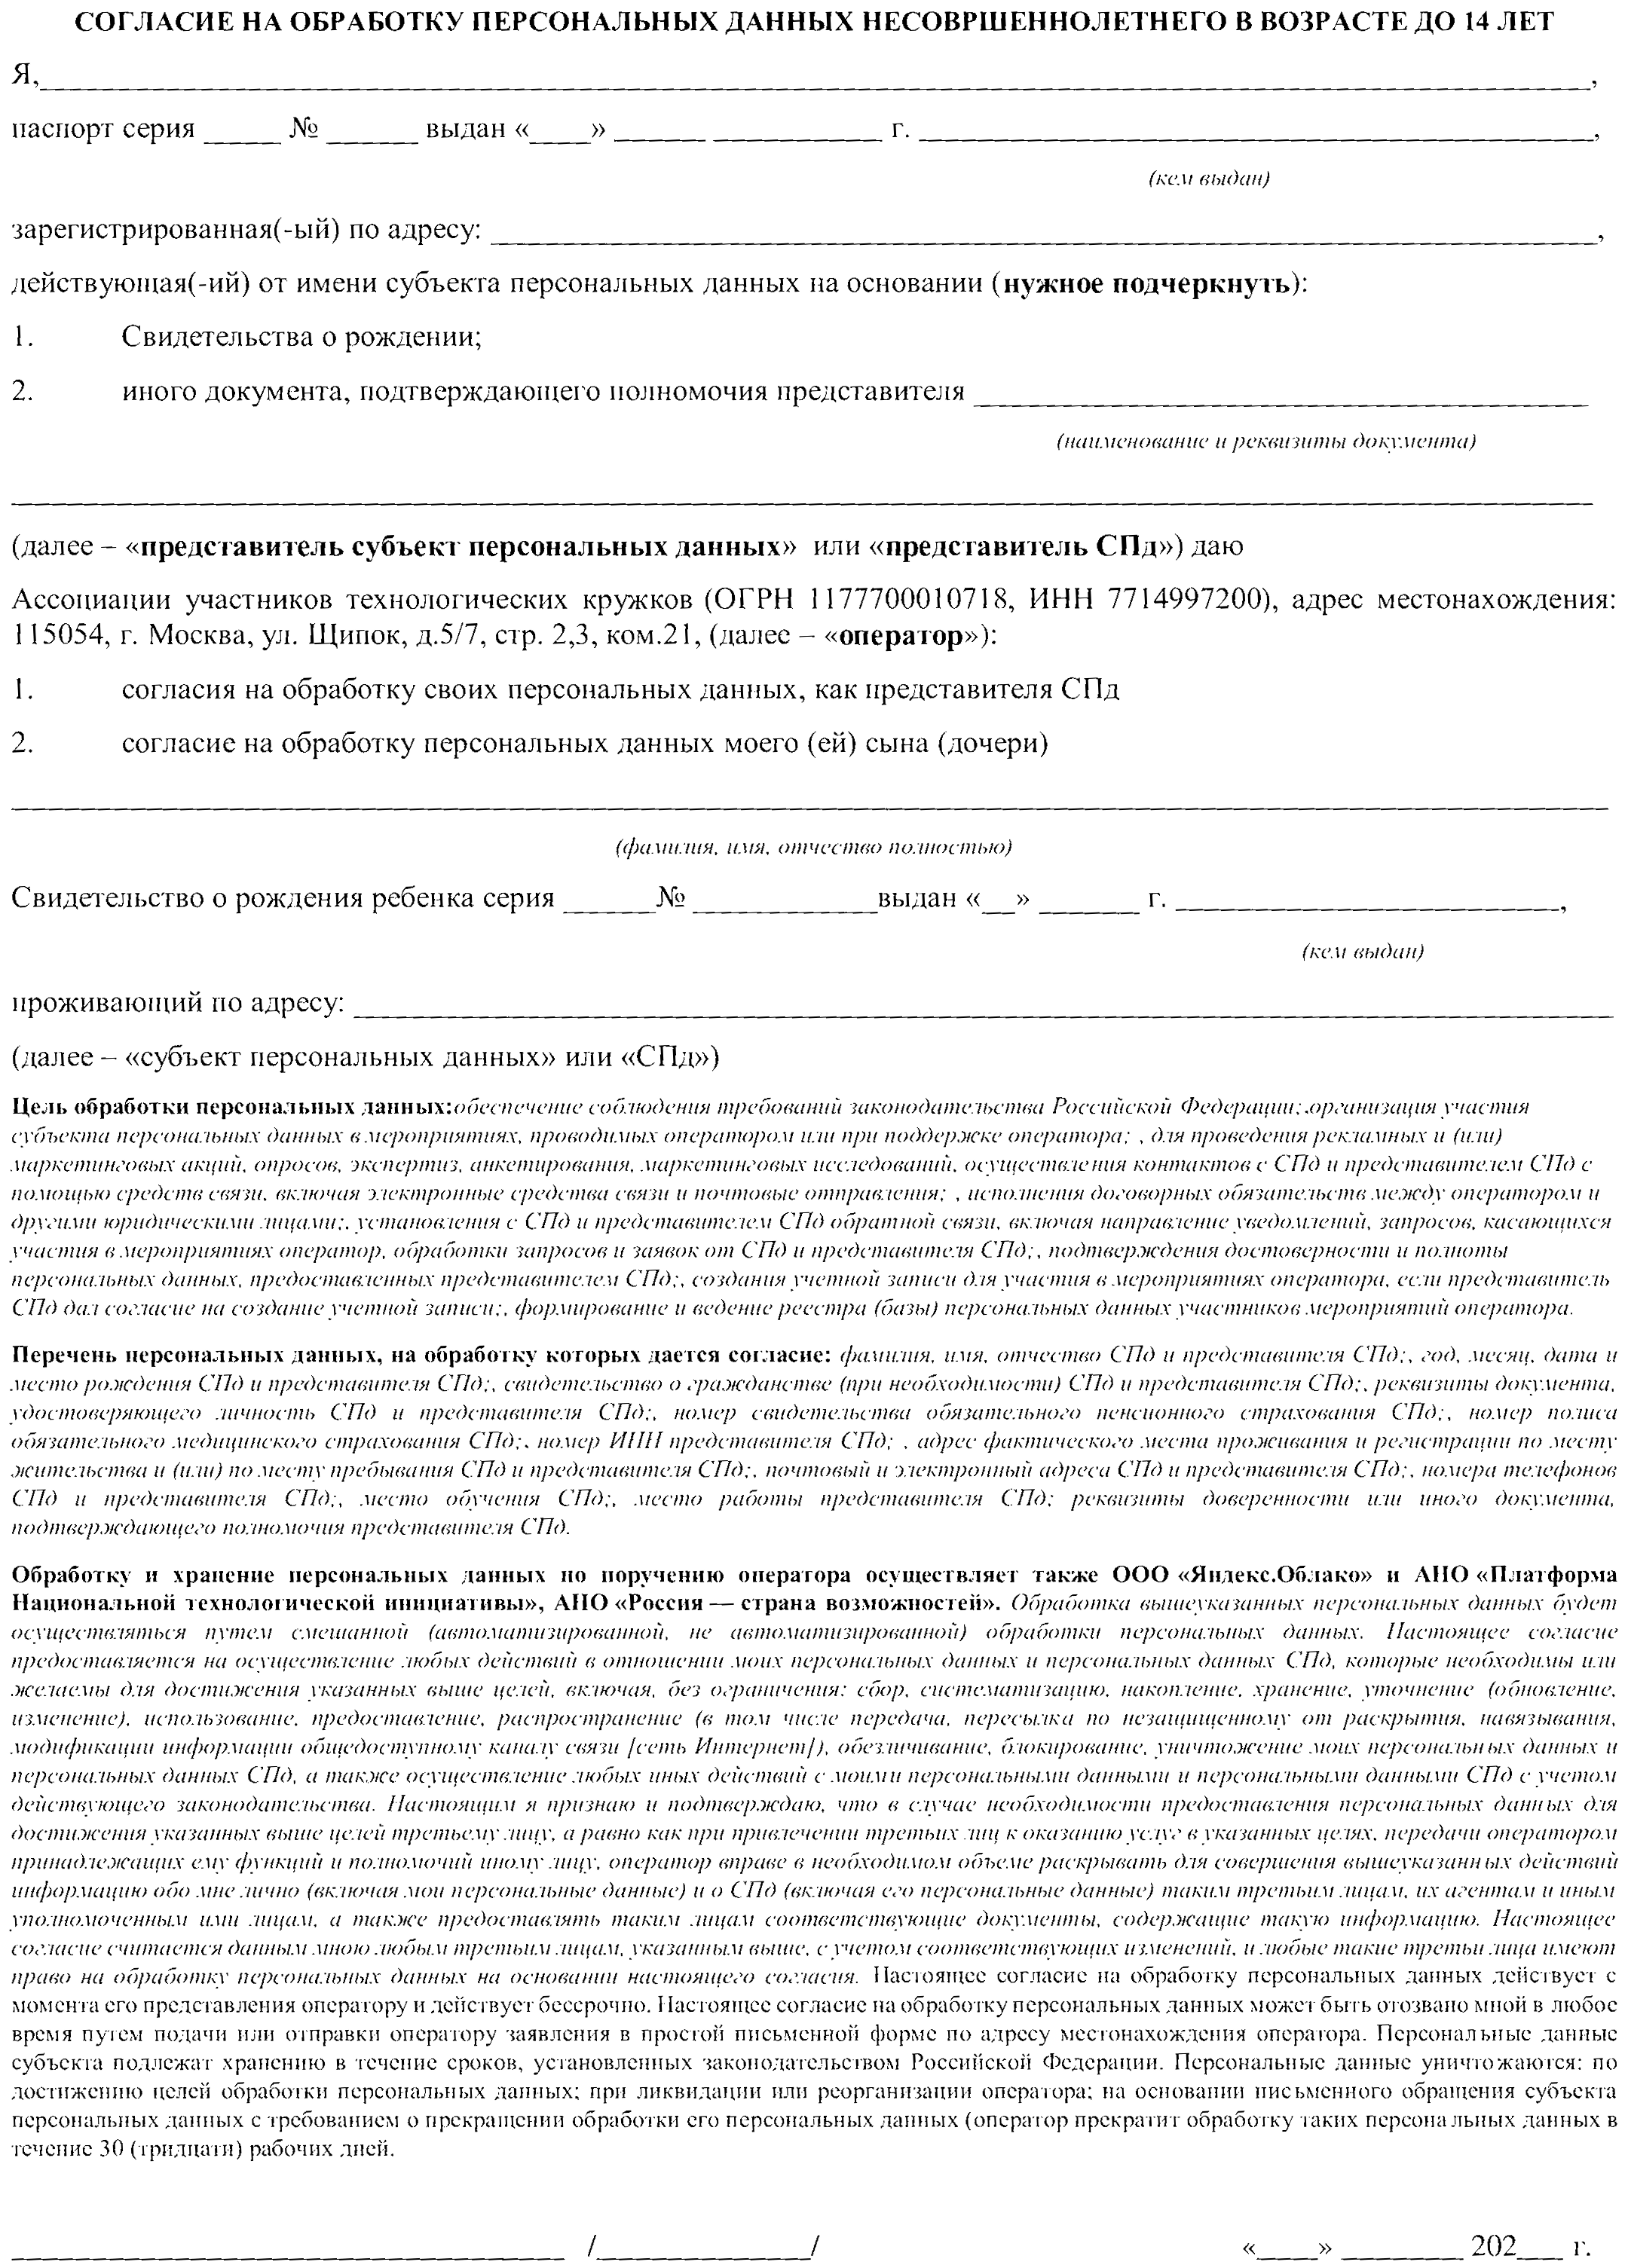 СОГЛАСИЕ НА ОБРАБОТКУ ПЕРСОНАЛЬНЫХ ДАННЫХ НЕСОВРШЕННОЛЕТНЕГО В ВОЗРАСТЕ ДО 14 ЛЕТ
Я,____________________________________________,
паспорт серия _____ № ______ выдан «____» ______ ___________ г. ______________________________,
(кем выдан)
зарегистрированная(-ый) по адресу: ______________________________,
действующая(-ий) от имени субъекта персональных данных на основании (нужное подчеркнуть):
1. Свидетельства о рождении;
2. иного документа, подтверждающего полномочия представителя ______________________________
(наименование и реквизиты документа)
____________________________________________
(далее – «представитель субъект персональных данных» или «представитель СПд») даю
Ассоциации участников технологических кружков (ОГРН 1177700010718, ИНН 7714997200), адрес местонахождения:
115054, г. Москва, ул. Щипок, д.5/7, стр. 2,3, ком.21, (далее – «оператор»):
1. согласия на обработку своих персональных данных, как представителя СПд
2. согласие на обработку персональных данных моего (ей) сына (дочери)
____________________________________________
(фамилия, имя, отчество полностью)
Свидетельство о рождения ребенка серия ______№ ____________выдан «__» _______ г. _________________________,
(кем выдан)
проживающий по адресу: ______________________________
(далее – «субъект персональных данных» или «СПд»)
Цель обработки персональных данных:обеспечение соблюдения требований законодательства Российской Федерации;.организация участия
субъекта персональных данных в мероприятиях, проводимых оператором или при поддержке оператора; , для проведения рекламных и (или)
маркетинговых акций, опросов, экспертиз, анкетирования, маркетинговых исследований, осуществления контактов с СПд и представителем СПд с
помощью средств связи, включая электронные средства связи и почтовые отправления; , исполнения договорных обязательств между оператором и
другими юридическими лицами;, установления с СПд и представителем СПд обратной связи, включая направление уведомлений, запросов, касающихся
участия в мероприятиях оператор, обработки запросов и заявок от СПд и представителя СПд;, подтверждения достоверности и полноты
персональных данных, предоставленных представителем СПд;, создания учетной записи для участия в мероприятиях оператора, если представитель
СПд дал согласие на создание учетной записи;, формирование и ведение реестра (базы) персональных данных участников мероприятий оператора.
Перечень персональных данных, на обработку которых дается согласие: фамилия, имя, отчество СПд и представителя СПд;, год, месяц, дата и
место рождения СПд и представителя СПд;, свидетельство о гражданстве (при необходимости) СПд и представителя СПд;, реквизиты документа,
удостоверяющего личность СПд и представителя СПд;, номер свидетельства обязательного пенсионного страхования СПд;, номер полиса
обязательного медицинского страхования СПд;, номер ИНН представителя СПд; , адрес фактического места проживания и регистрации по месту
жительства и (или) по месту пребывания СПд и представителя СПд;, почтовый и электронный адреса СПд и представителя СПд;, номера телефонов
СПд и представителя СПд;, место обучения СПд;, место работы представителя СПд; реквизиты доверенности или иного документа,
подтверждающего полномочия представителя СПд.
Обработку и хранение персональных данных по поручению оператора осуществляет также ООО «Яндекс.Облако» и АНО «Платформа
Национальной технологической инициативы», АНО «Россия — страна возможностей». Обработка вышеуказанных персональных данных будет
осуществляться путем смешанной (автоматизированной, не автоматизированной) обработки персональных данных. Настоящее согласие
предоставляется на осуществление любых действий в отношении моих персональных данных и персональных данных СПд, которые необходимы или
желаемы для достижения указанных выше целей, включая, без ограничения: сбор, систематизацию, накопление, хранение, уточнение (обновление,
изменение), использование, предоставление, распространение (в том числе передача, пересылка по незащищенному от раскрытия, навязывания,
модификации информации общедоступному каналу связи [сеть Интернет]), обезличивание, блокирование, уничтожение моих персональных данных и
персональных данных СПд, а также осуществление любых иных действий с моими персональными данными и персональными данными СПд с учетом
действующего законодательства. Настоящим я признаю и подтверждаю, что в случае необходимости предоставления персональных данных для
достижения указанных выше целей третьему лицу, а равно как при привлечении третьих лиц к оказанию услуг в указанных целях, передачи оператором
принадлежащих ему функций и полномочий иному лицу, оператор вправе в необходимом объеме раскрывать для совершения вышеуказанных действий
информацию обо мне лично (включая мои персональные данные) и о СПд (включая его персональные данные) таким третьим лицам, их агентам и иным
уполномоченным ими лицам, а также предоставлять таким лицам соответствующие документы, содержащие такую информацию. Настоящее
согласие считается данным мною любым третьим лицам, указанным выше, с учетом соответствующих изменений, и любые такие третьи лица имеют
право на обработку персональных данных на основании настоящего согласия. Настоящее согласие на обработку персональных данных действует с
момента его представления оператору и действует бессрочно. Настоящее согласие на обработку персональных данных может быть отозвано мной в любое
время путем подачи или отправки оператору заявления в простой письменной форме по адресу местонахождения оператора. Персональные данные
субъекта подлежат хранению в течение сроков, установленных законодательством Российской Федерации. Персональные данные уничтожаются: по
достижению целей обработки персональных данных; при ликвидации или реорганизации оператора; на основании письменного обращения субъекта
персональных данных с требованием о прекращении обработки его персональных данных (оператор прекратит обработку таких персональных данных в
течение 30 (тридцати) рабочих дней.
____________________________________ /______________/ «____» ________ 202___ г.